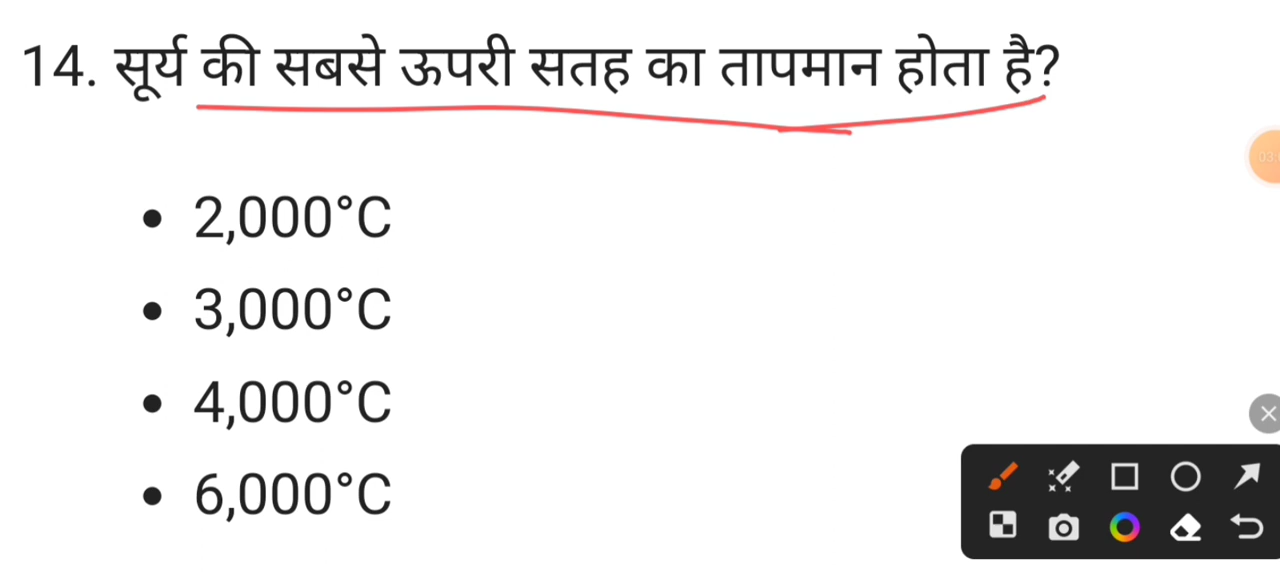 14. सूर्य की सबसे ऊपरी सतह का तापमान होता है?
• 2,000°C
• 3,000°C
• 4,000°C
• 6,000°C